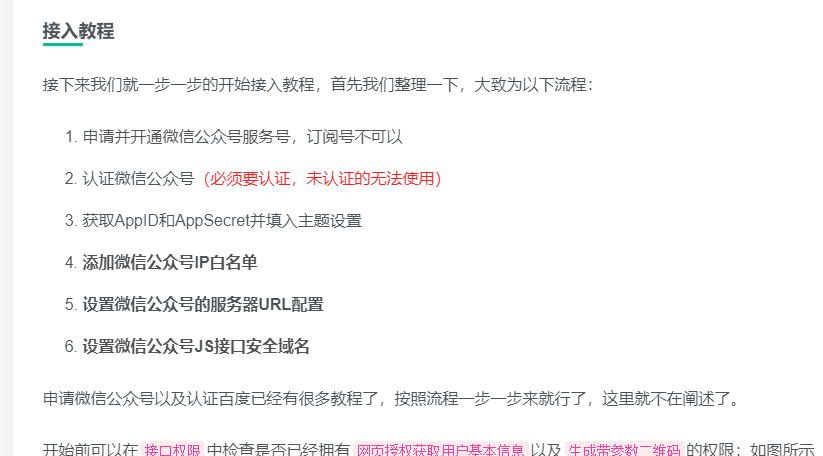 接入教程
接下来我们就一步一步的开始接入教程，首先我们整理一下，大致为以下流程：
1. 申请并开通微信公众号服务号，订阅号不可以
2. 认证微信公众号（必须要认证，未认证的无法使用）
3. 获取AppID和AppSecret并填入主题设置
4. 添加微信公众号IP白名单
5. 设置微信公众号的服务器URL配置
6. 设置微信公众号JS接口安全域名
申请微信公众号以及认证百度已经有很多教程了，按照流程一步一步来就行了，这里就不在阐述了。
开始前可以在 接口权限 中检查是否已经拥有 网页授权获取用户基本信息 以及 生成带参数二维码 的权限：如图所示